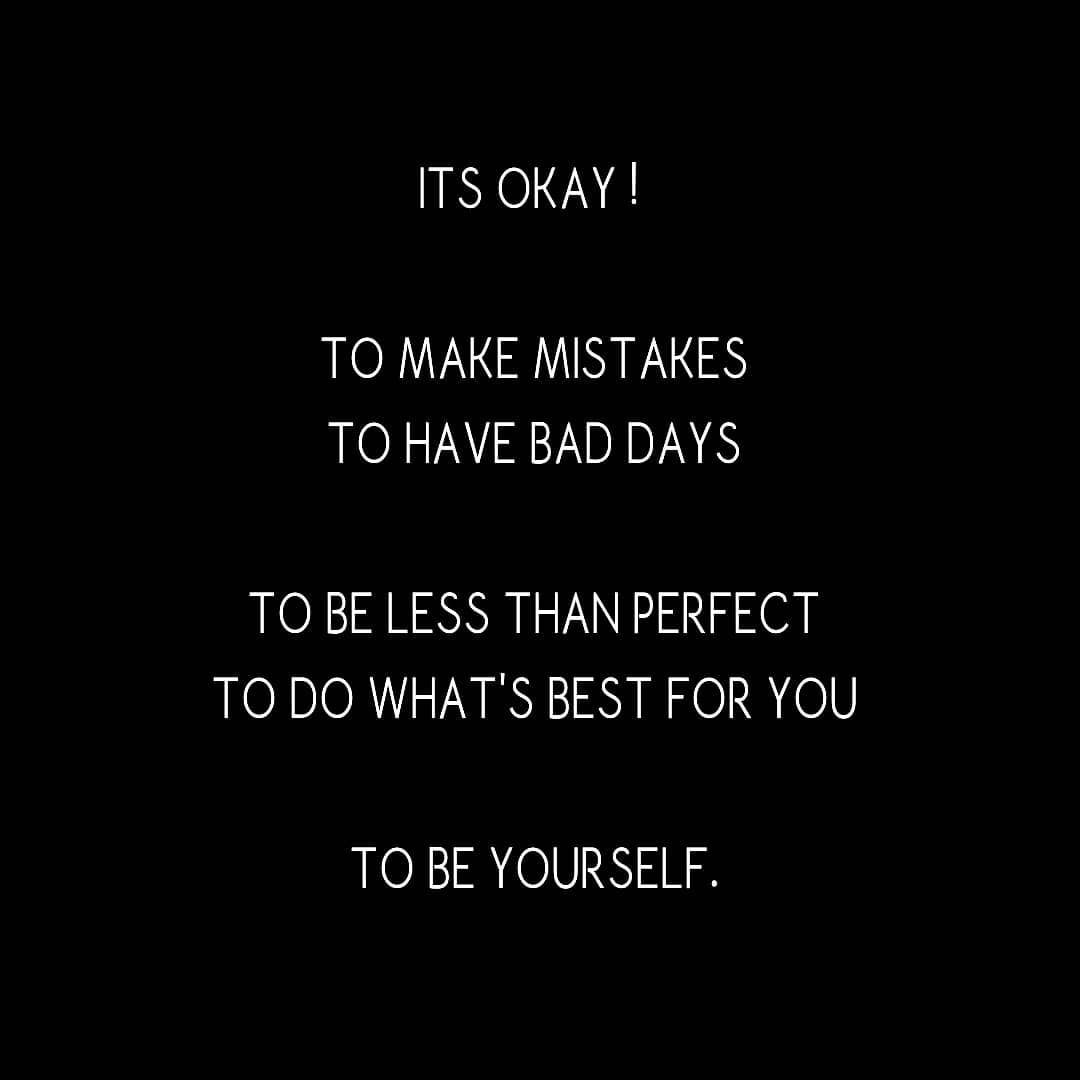 ITS OKAY !
TO MAKE MISTAKES
TO HAVE BAD DAYS
TO BE LESS THAN PERFECT
TO DO WHAT'S BEST FOR YOU
TO BE YOURSELF.